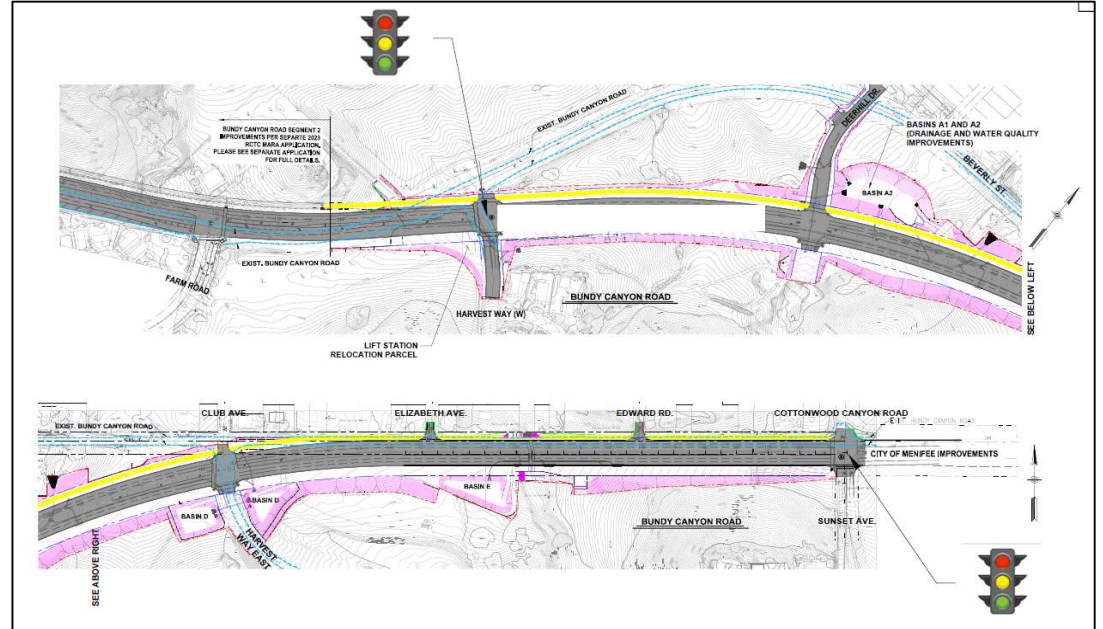 BUNDY CANYON ROAD SEGMENT 2
IMPROVEMENTS PER SEPARTE 2023
RCTC MARA APPLICATION,
PLEASE SEE SEPARATE APPLICATION
FOR FULL DETAILS.
EXIST. BUNDY CANYON ROAD
DEERHILL DR.
BASINS A1 AND A2
(DRAINAGE AND WATER QUALITY
IMPROVEMENTS)
BEVERLY ST.
BASIN A2
EXIST. BUNDY CANYON ROAD
FARM ROAD
BUNDY CANYON ROAD
HARVEST WAY (W)
SEE BELOW LEFT
LIFT STATION
RELOCATION PARCEL
CLUB AVE.
ELIZABETH AVE.
EDWARD RD.
COTTONWOOD CANYON ROAD
EXIST. BUNDY CANYON ROAD
BUNDY CANYON ROAD
CITY OF MENIFEE IMPROVEMENTS
BASIN E
BASIN D
BASIN D
BUNDY CANYON ROAD
SUNSET AVE.
HARVEST
WAY EAST
SEE ABOVE RIGHT